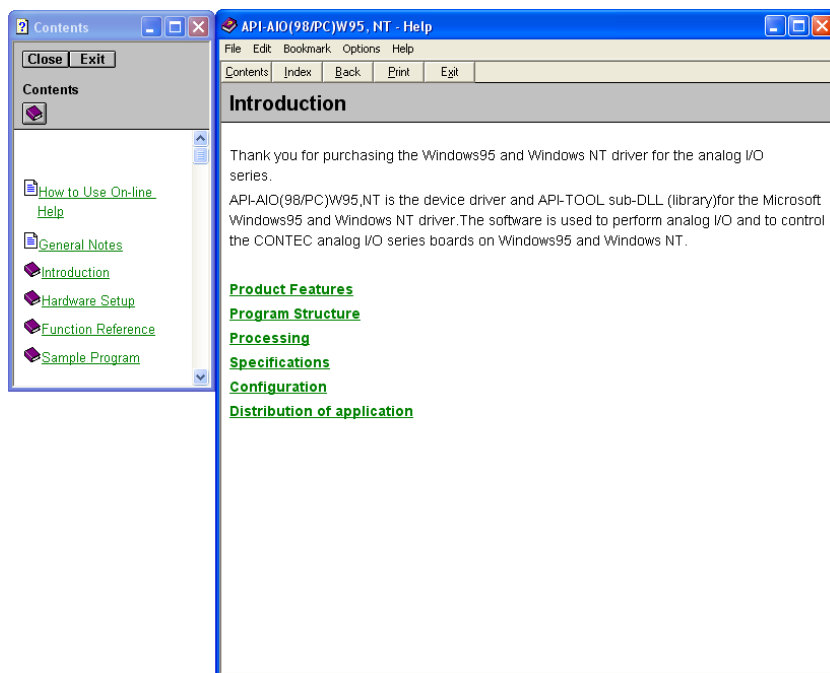 Contents
Close Exit
Contents
How to Use On-line
Help
General Notes
Introduction
Hardware Setup
Function Reference
Sample Program
API-AIO(98/PC)W95, NT - Help
File Edit Bookmark Options Help
Contents Index Back Print Exit
Introduction
Thank you for purchasing the Windows95 and Windows NT driver for the analog I/O
series.
API-AIO(98/PC)W95,NT is the device driver and API-TOOL sub-DLL (library)for the Microsoft
Windows95 and Windows NT driver.The software is used to perform analog I/O and to control
the CONTEC analog I/O series boards on Windows95 and Windows NT.
Product Features
Program Structure
Processing
Specifications
Configuration
Distribution of application